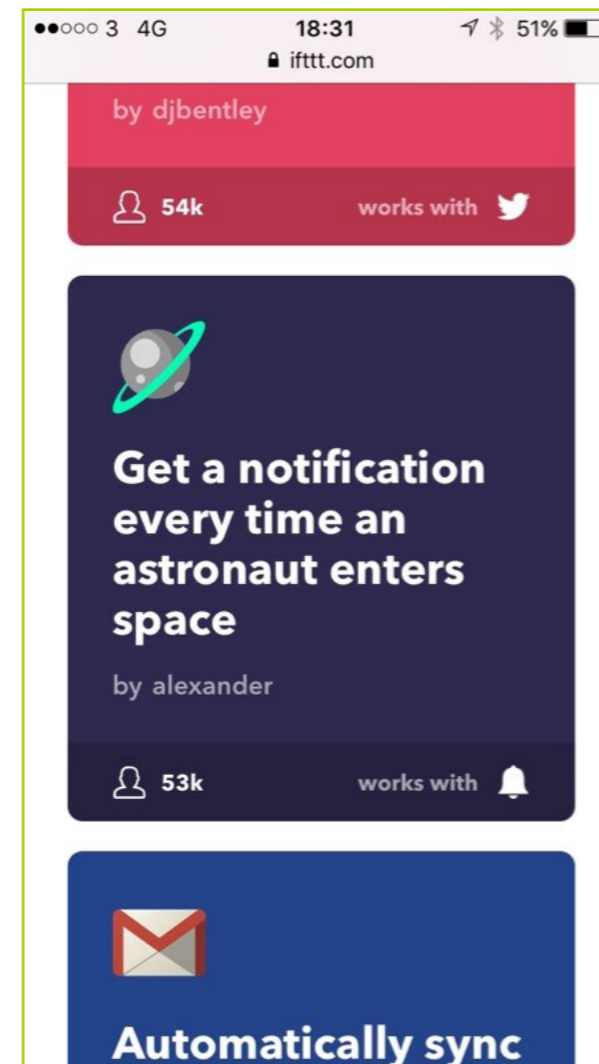 3 4G 18:31 51%
ifttt.com
by djbentley
54k works with
Get a notification
every time an
astronaut enters
space
by alexander
53k works with
Automatically sync